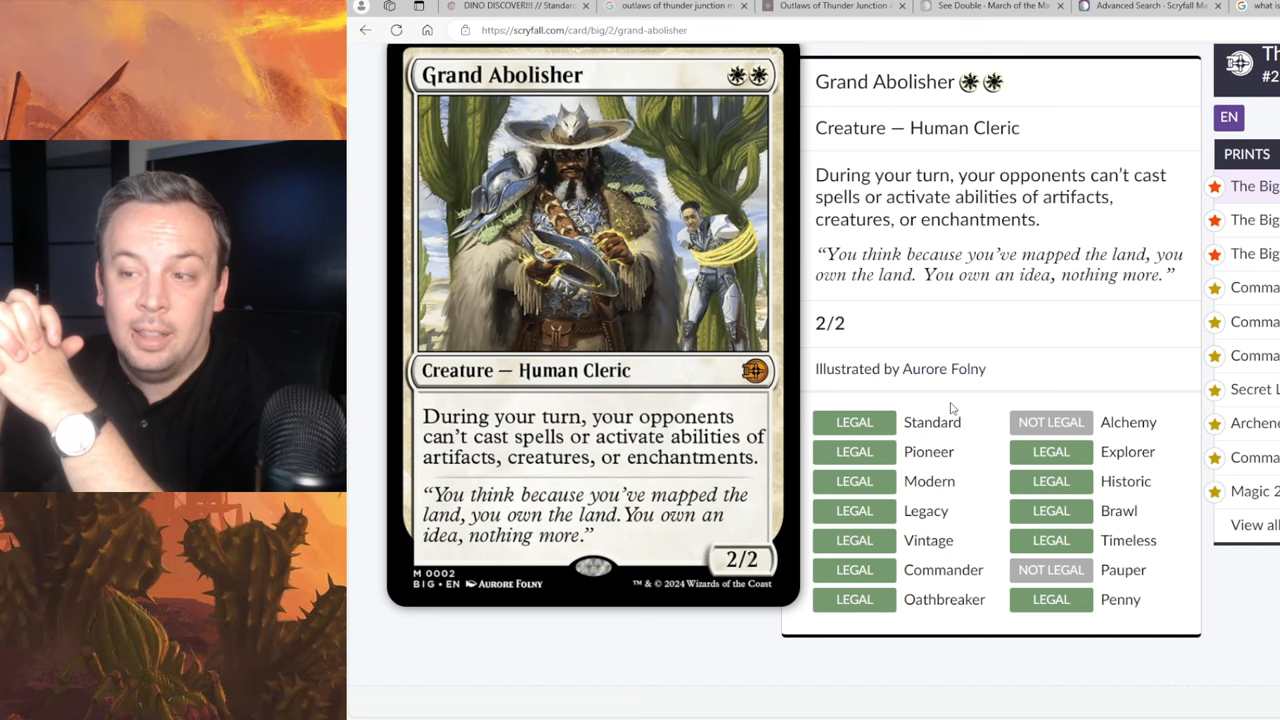 DINO DISCOVER!!! // Standar
outlaws of thunder junction m
Outlaws of Thunder Junction
See Double · March of the Ma
Advanced Search · Scryfall Ma
what is
https://scryfall.com/card/big/2/grand-abolisher
Grand Abolisher
Creature — Human Cleric
During your turn, your opponents
can’t cast spells or activate abilities of
artifacts, creatures, or enchantments.
“You think because you’ve mapped the
land, you own the land. You own an
idea, nothing more.”
2/2
M 0002
BIG • EN AURORE FOLNY
™ & © 2024 Wizards of the Coast
Grand Abolisher
Creature — Human Cleric
During your turn, your opponents can’t cast
spells or activate abilities of artifacts,
creatures, or enchantments.
“You think because you’ve mapped the land, you
own the land. You own an idea, nothing more.”
2/2
Illustrated by Aurore Folny
LEGAL Standard NOT LEGAL Alchemy
LEGAL Pioneer LEGAL Explorer
LEGAL Modern LEGAL Historic
LEGAL Legacy LEGAL Brawl
LEGAL Vintage LEGAL Timeless
LEGAL Commander NOT LEGAL Pauper
LEGAL Oathbreaker LEGAL Penny
Th
#2
EN
PRINTS
The Big
The Big
The Big
Comma
Comma
Comma
Secret L
Archene
Comma
Magic 2
View all